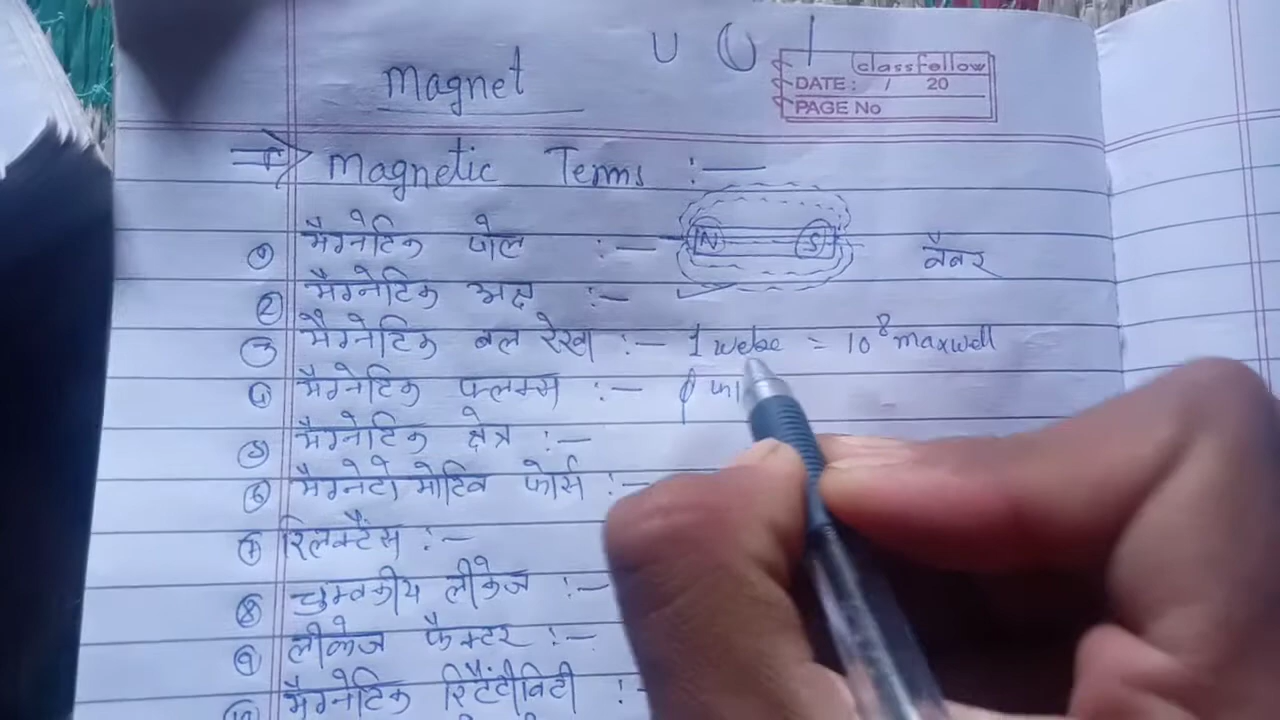 U U |
Magnet
classfellow
DATE: / 20
PAGE No
⇒ Magnetic Terms :—
① मैग्नेटिक पोल :— N S वेबर
② मैग्नेटिक अक्ष :—
③ मैग्नेटिक बल रेखा :— 1 webe = 10⁸ maxwell
④ मैग्नेटिक फ्लक्स :— ϕ फा
⑤ मैग्नेटिक क्षेत्र :—
⑥ मैग्नेटो मोटिव फोर्स :—
⑦ रिलक्टैंस :—
⑧ चुम्बकीय लीकेज :—
⑨ लीकेज फैक्टर :—
⑩ मैग्नेटिक रिटैंटीविटी :-